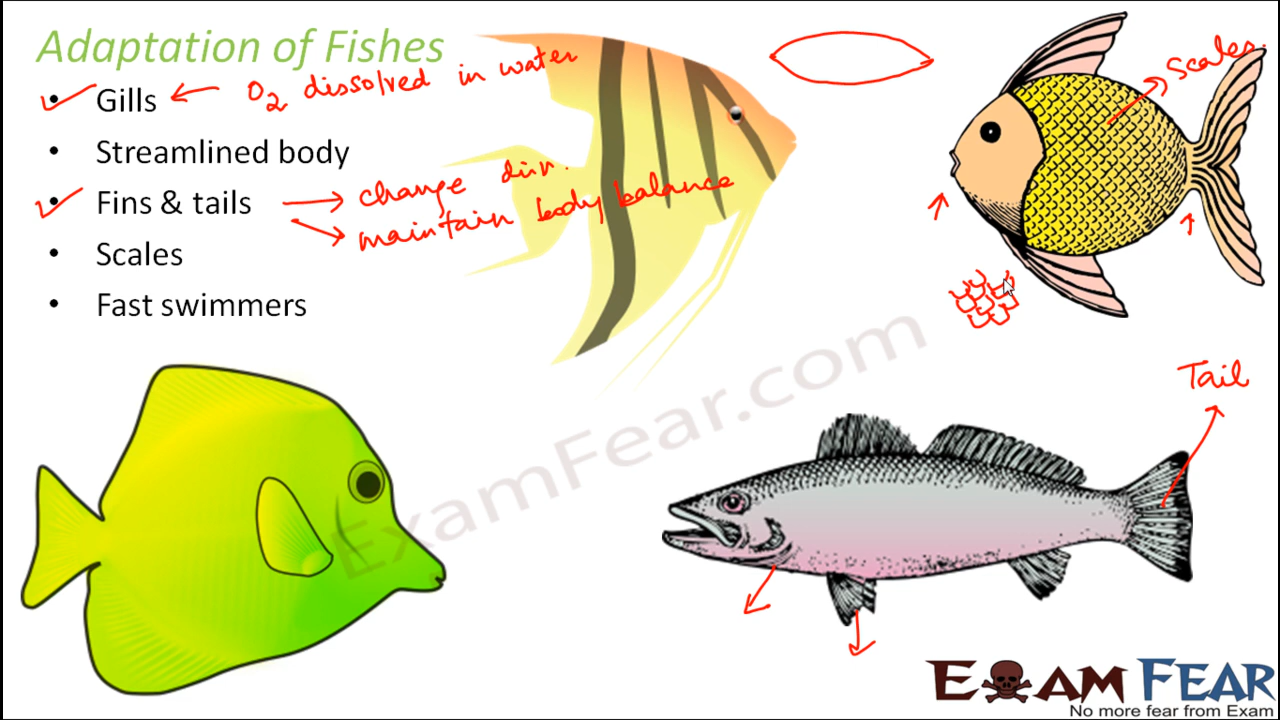 Adaptation of Fishes
• Gills ← O2 dissolved in water
• Streamlined body
• Fins & tails → change dirn.
→ maintain body balance
• Scales
• Fast swimmers
Scales
Tail
ExamFear.com
EXAM FEAR
No more fear from Exam